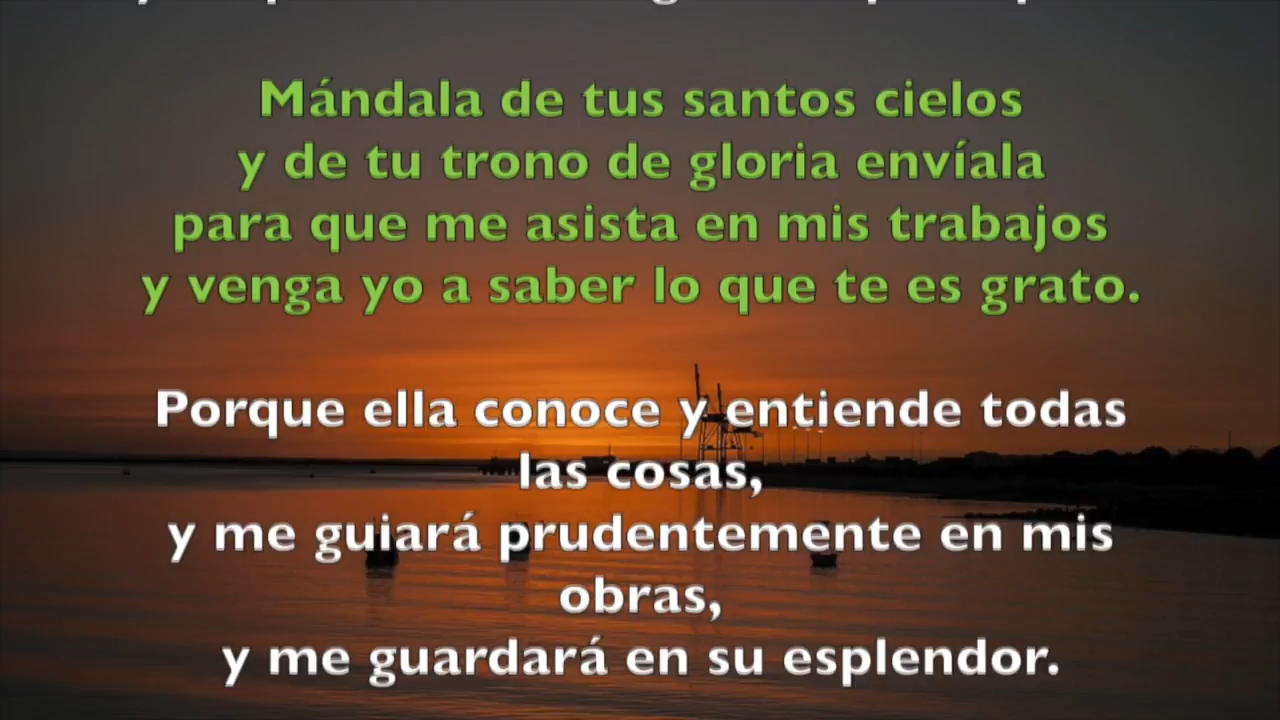 Mándala de tus santos cielos
y de tu trono de gloria envíala
para que me asista en mis trabajos
y venga yo a saber lo que te es grato.
Porque ella conoce y entiende todas
las cosas,
y me guiará prudentemente en mis
obras,
y me guardará en su esplendor.